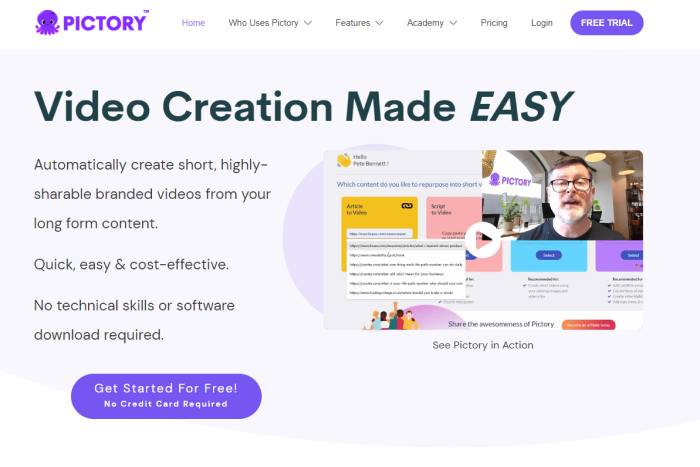 PICTORY™
Home
Who Uses Pictory
Features
Academy
Pricing
Login
FREE TRIAL
Video Creation Made EASY
Automatically create short, highly-
sharable branded videos from your
long form content.
Quick, easy & cost-effective.
No technical skills or software
download required.
Get Started For Free!
No Credit Card Required
Hello
Pete Bennett !
Which content do you like to repurpose into short v
PICTORY
Article
to Video
Script
to Video
Select
Select
Recommended for:
Recommended for:
Share the awesomeness of Pictory
See Pictory in Action